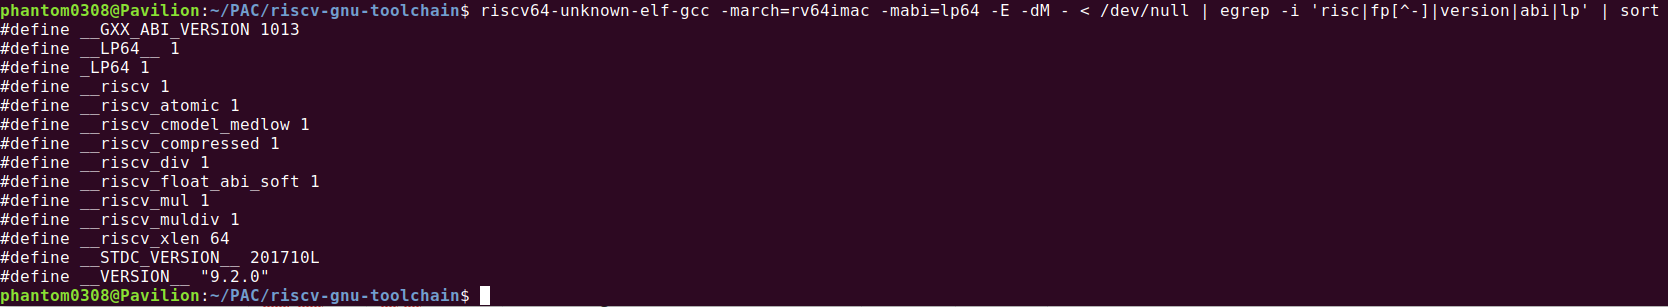 phantom0308@Pavilion:~/PAC/riscv-gnu-toolchain$ riscv64-unknown-elf-gcc -march=rv64imac -mabi=lp64 -E -dM - < /dev/null | egrep -i 'risc|fp[^-]|version|abi|lp' | sort
#define __GXX_ABI_VERSION 1013
#define __LP64__ 1
#define _LP64 1
#define __riscv 1
#define __riscv_atomic 1
#define __riscv_cmodel_medlow 1
#define __riscv_compressed 1
#define __riscv_div 1
#define __riscv_float_abi_soft 1
#define __riscv_mul 1
#define __riscv_muldiv 1
#define __riscv_xlen 64
#define __STDC_VERSION__ 201710L
#define __VERSION__ "9.2.0"
phantom0308@Pavilion:~/PAC/riscv-gnu-toolchain$